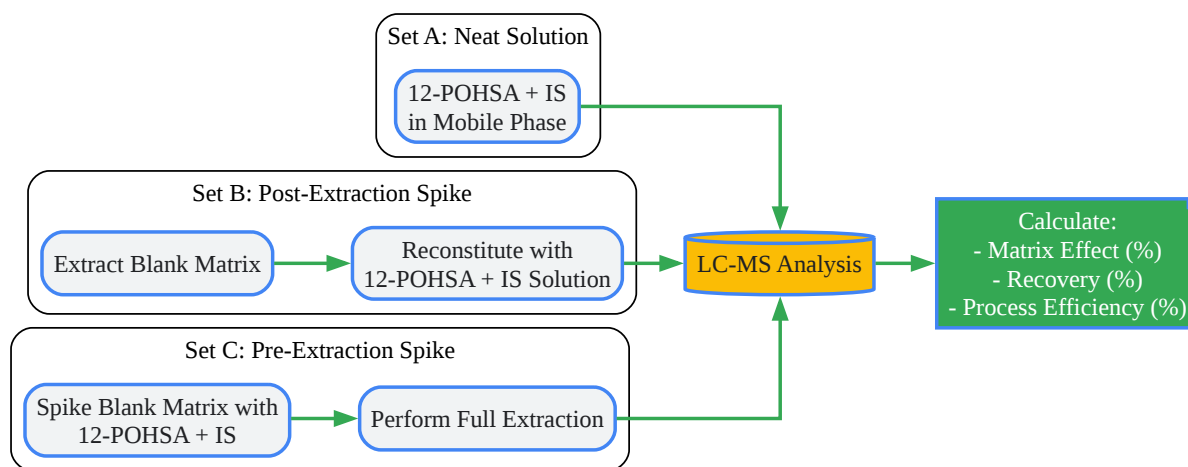 Set A: Neat Solution
12-POHSA + IS
in Mobile Phase
Set B: Post-Extraction Spike
Extract Blank Matrix
Reconstitute with
12-POHSA + IS Solution
LC-MS Analysis
Calculate:
- Matrix Effect (%)
- Recovery (%)
- Process Efficiency (%)
Set C: Pre-Extraction Spike
Spike Blank Matrix with
12-POHSA + IS
Perform Full Extraction